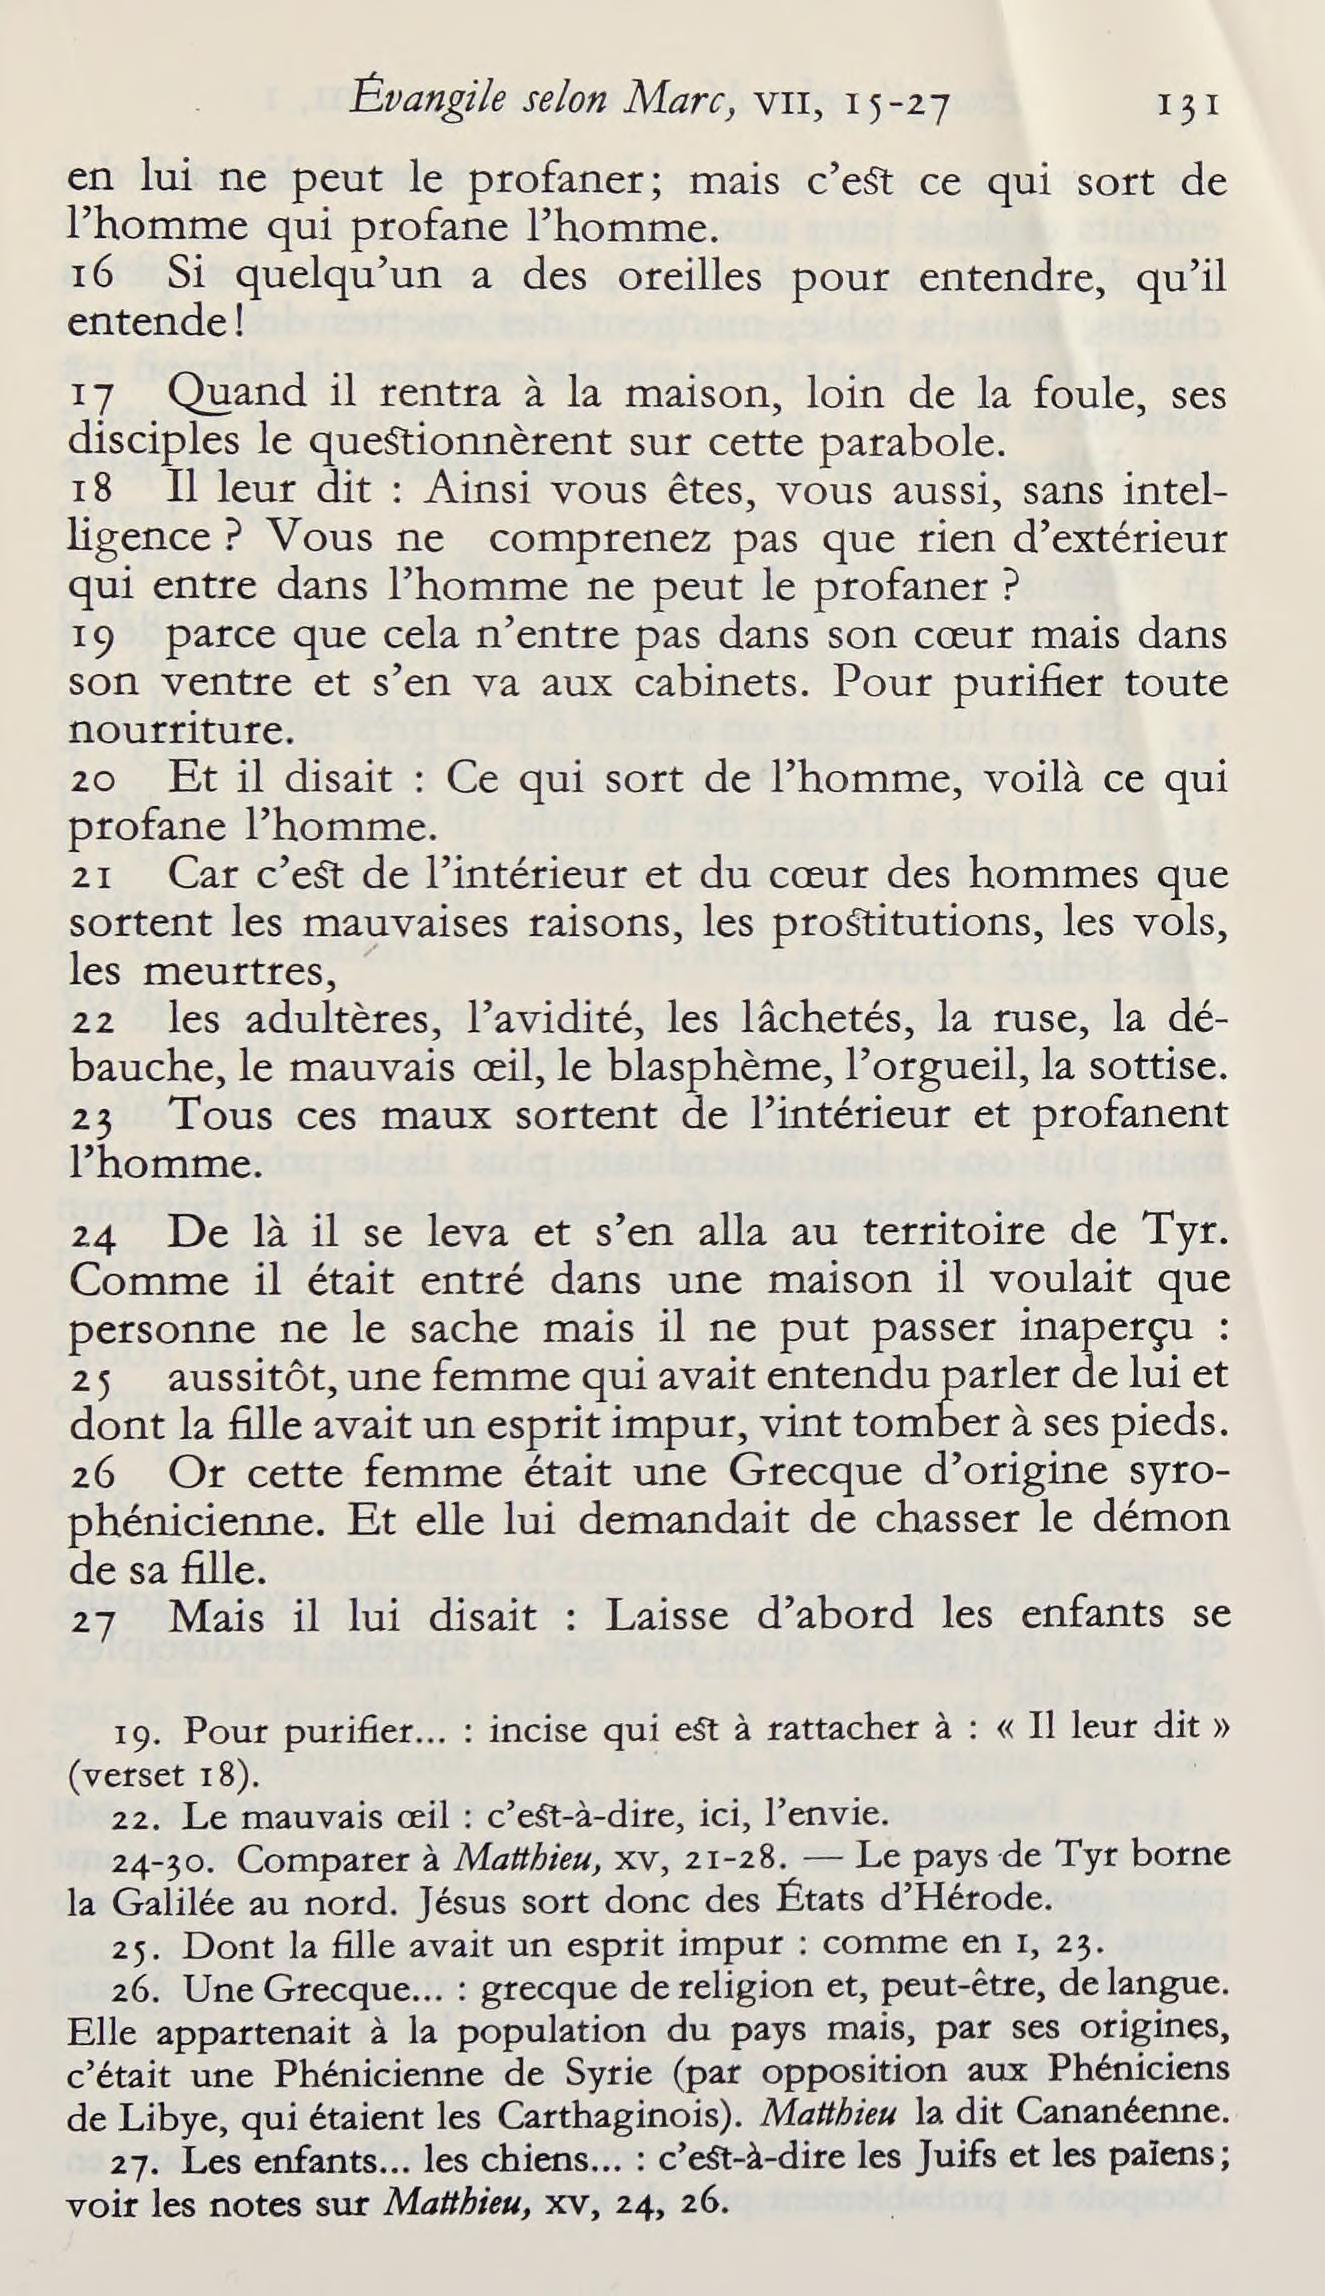 Évangile selon Marc, VII, 15-27 131
en lui ne peut le profaner; mais c’est ce qui sort de
l’homme qui profane l’homme.
16 Si quelqu’un a des oreilles pour entendre, qu’il
entende!
17 Quand il rentra à la maison, loin de la foule, ses
disciples le questionnèrent sur cette parabole.
18 Il leur dit : Ainsi vous êtes, vous aussi, sans intel-
ligence ? Vous ne comprenez pas que rien d’extérieur
qui entre dans l’homme ne peut le profaner ?
19 parce que cela n’entre pas dans son cœur mais dans
son ventre et s’en va aux cabinets. Pour purifier toute
nourriture.
20 Et il disait : Ce qui sort de l’homme, voilà ce qui
profane l’homme.
21 Car c’est de l’intérieur et du cœur des hommes que
sortent les mauvaises raisons, les prostitutions, les vols,
les meurtres,
22 les adultères, l’avidité, les lâchetés, la ruse, la dé-
bauche, le mauvais œil, le blasphème, l’orgueil, la sottise.
23 Tous ces maux sortent de l’intérieur et profanent
l’homme.
24 De là il se leva et s’en alla au territoire de Tyr.
Comme il était entré dans une maison il voulait que
personne ne le sache mais il ne put passer inaperçu :
25 aussitôt, une femme qui avait entendu parler de lui et
dont la fille avait un esprit impur, vint tomber à ses pieds.
26 Or cette femme était une Grecque d’origine syro-
phénicienne. Et elle lui demandait de chasser le démon
de sa fille.
27 Mais il lui disait : Laisse d’abord les enfants se
19. Pour purifier... : incise qui est à rattacher à : « Il leur dit »
(verset 18).
22. Le mauvais œil : c’est-à-dire, ici, l’envie.
24-30. Comparer à Matthieu, XV, 21-28. — Le pays de Tyr borne
la Galilée au nord. Jésus sort donc des États d’Hérode.
25. Dont la fille avait un esprit impur : comme en I, 23.
26. Une Grecque... : grecque de religion et, peut-être, de langue.
Elle appartenait à la population du pays mais, par ses origines,
c’était une Phénicienne de Syrie (par opposition aux Phéniciens
de Libye, qui étaient les Carthaginois). Matthieu la dit Cananéenne.
27. Les enfants... les chiens... : c’est-à-dire les Juifs et les païens;
voir les notes sur Matthieu, XV, 24, 26.